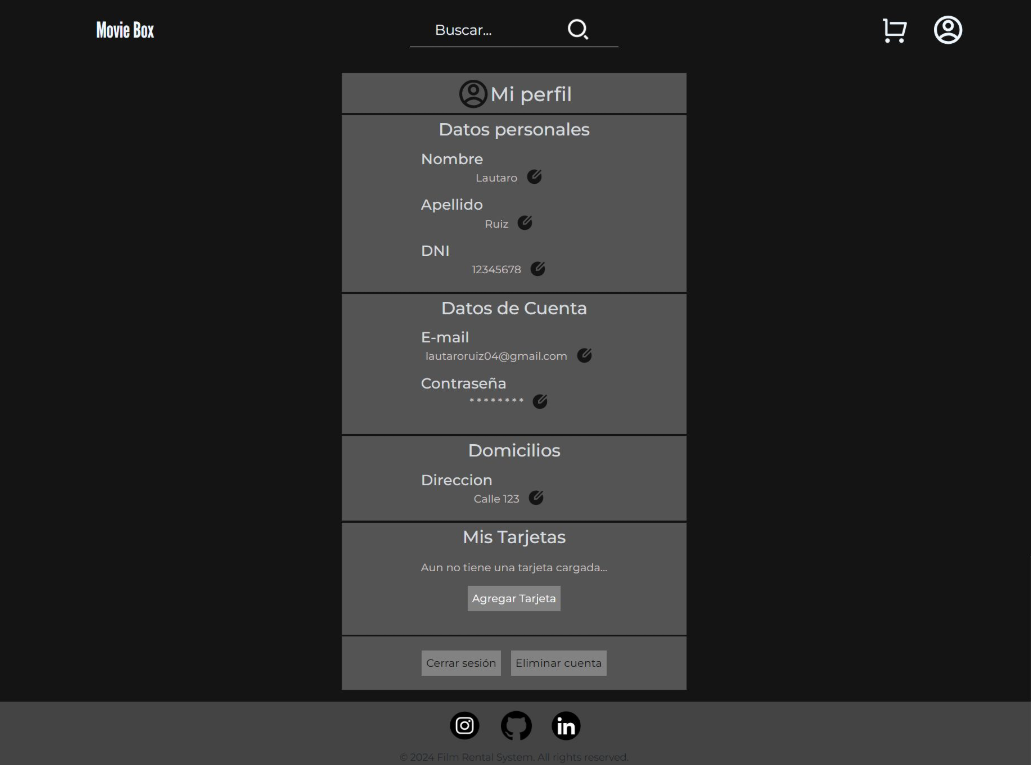 Movie Box
Buscar...
Mi perfil
Datos personales
Nombre
Lautaro
Apellido
Ruiz
DNI
12345678
Datos de Cuenta
E-mail
lautaroruiz04@gmail.com
Contraseña
********
Domicilios
Direccion
Calle 123
Mis Tarjetas
Aun no tiene una tarjeta cargada...
Agregar Tarjeta
Cerrar sesión Eliminar cuenta
in
© 2024 Film Rental System. All rights reserved.